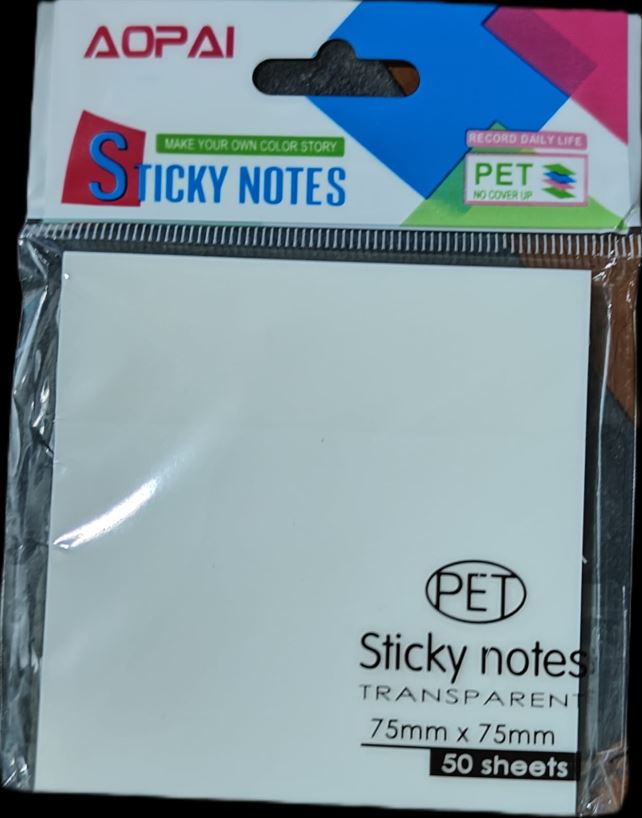 AOPAI
MAKE YOUR OWN COLOR STORY
STICKY NOTES
RECORD DAILY LIFE
PET
NO COVER UP
PET
Sticky notes
TRANSPARENT
75mm x 75mm
50 sheets